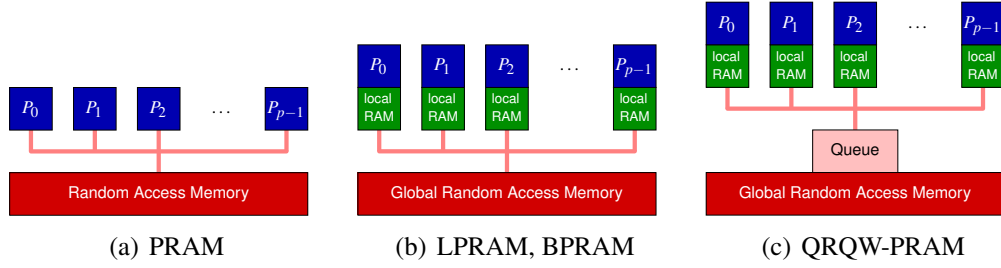 P₀ P₁ P₂ ... Pₚ₋₁
Random Access Memory
(a) PRAM
P₀ P₁ P₂ ... Pₚ₋₁
local RAM local RAM local RAM local RAM
Global Random Access Memory
(b) LPRAM, BPRAM
P₀ P₁ P₂ ... Pₚ₋₁
local RAM local RAM local RAM local RAM
Queue
Global Random Access Memory
(c) QRQW-PRAM